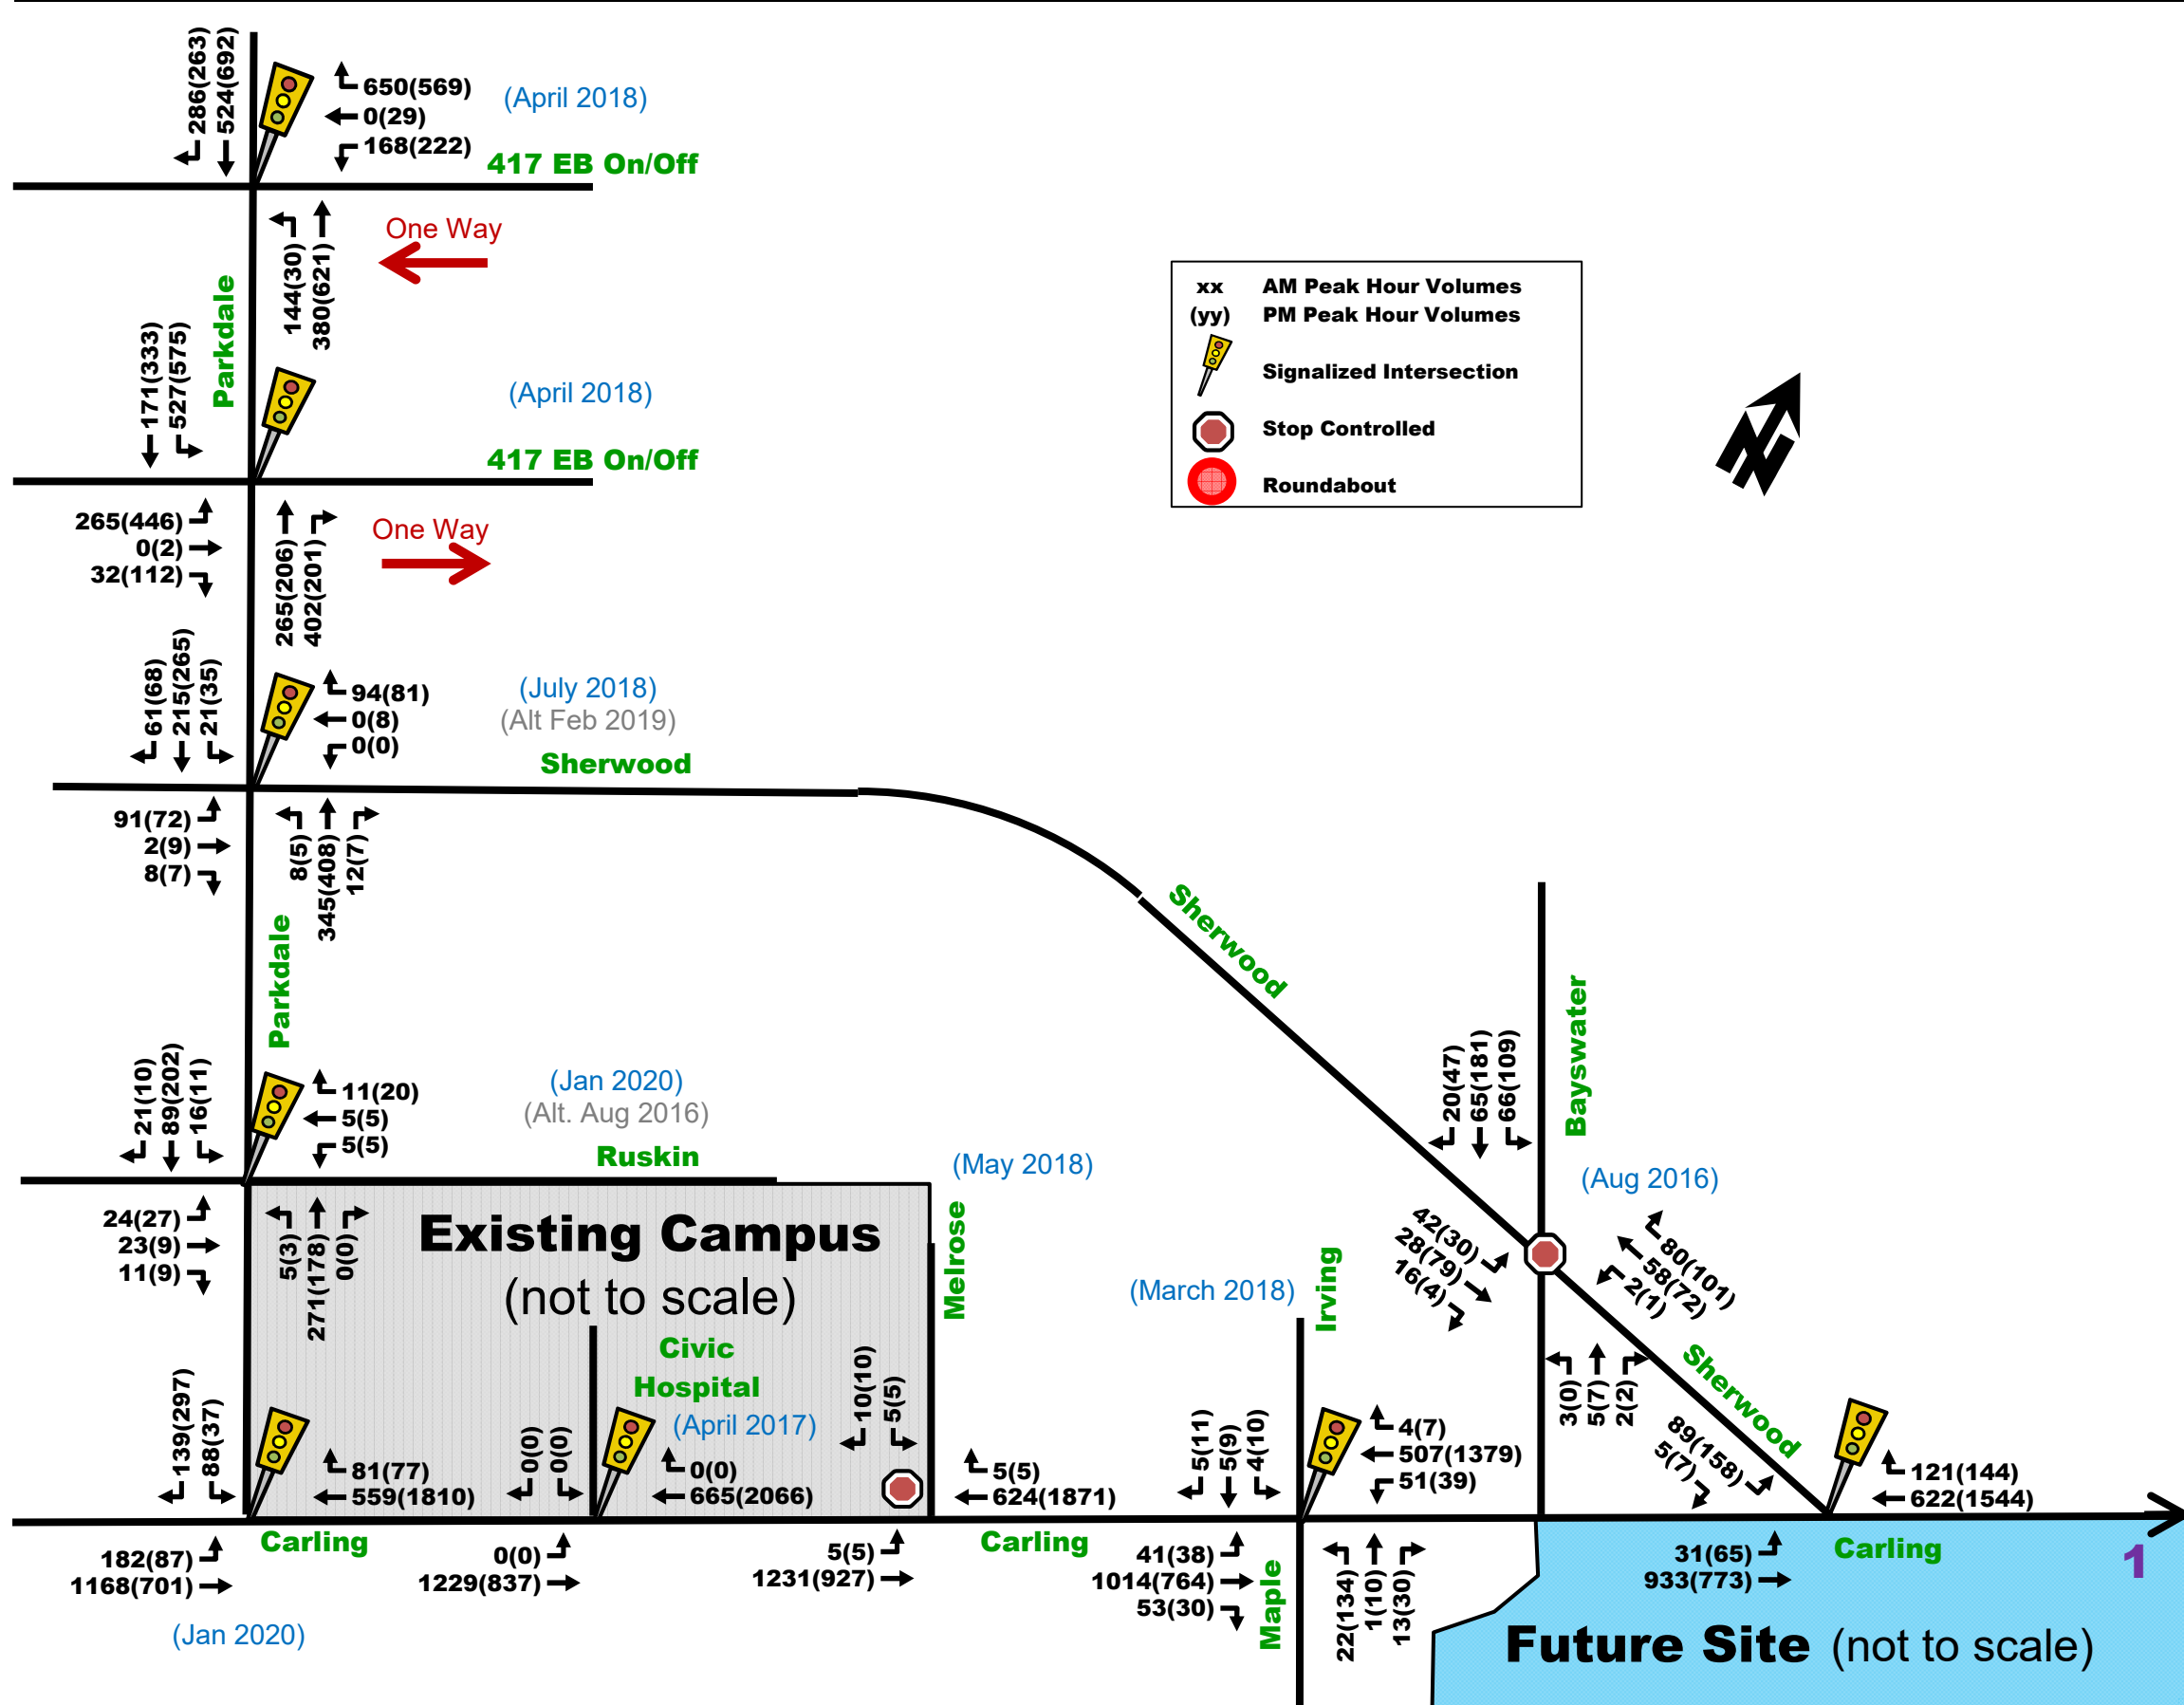 286(263)
524(692)
650(569)
0(29)
168(222)
(April 2018)
417 EB On/Off
144(30)
380(621)
One Way
Parkdale
xx AM Peak Hour Volumes
(yy) PM Peak Hour Volumes
Signalized Intersection
Stop Controlled
Roundabout
N
171(333)
527(575)
(April 2018)
417 EB On/Off
265(446)
0(2)
32(112)
265(206)
402(201)
One Way
61(68)
215(265)
21(35)
94(81)
0(8)
0(0)
(July 2018)
(Alt Feb 2019)
Sherwood
91(72)
2(9)
8(7)
8(5)
345(408)
12(7)
Parkdale
Sherwood
21(10)
89(202)
16(11)
11(20)
5(5)
5(5)
(Jan 2020)
(Alt. Aug 2016)
Ruskin
24(27)
23(9)
11(9)
5(3)
271(178)
0(0)
Existing Campus
(not to scale)
Civic
Hospital
(April 2017)
(May 2018)
Melrose
20(47)
65(181)
66(109)
Bayswater
(Aug 2016)
42(30)
28(79)
16(4)
80(101)
58(72)
2(1)
3(0)
5(7)
2(2)
Sherwood
(March 2018)
Irving
139(297)
88(37)
81(77)
559(1810)
0(0)
0(0)
0(0)
665(2066)
10(10)
5(5)
5(5)
624(1871)
5(11)
5(9)
4(10)
4(7)
507(1379)
51(39)
89(158)
5(7)
121(144)
622(1544)
182(87)
1168(701)
Carling
(Jan 2020)
0(0)
1229(837)
5(5)
1231(927)
Carling
41(38)
1014(764)
53(30)
Maple
22(134)
1(10)
13(30)
31(65)
933(773)
Carling
1
Future Site (not to scale)